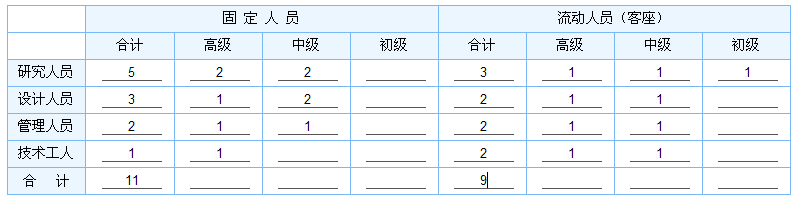 固 定 人 员 流动人员（客座）
合计 高级 中级 初级 合计 高级 中级 初级
研究人员 5 2 2 3 1 1 1
设计人员 3 1 2 2 1 1
管理人员 2 1 1 2 1 1
技术工人 1 1 2 1 1
合 计 11 9